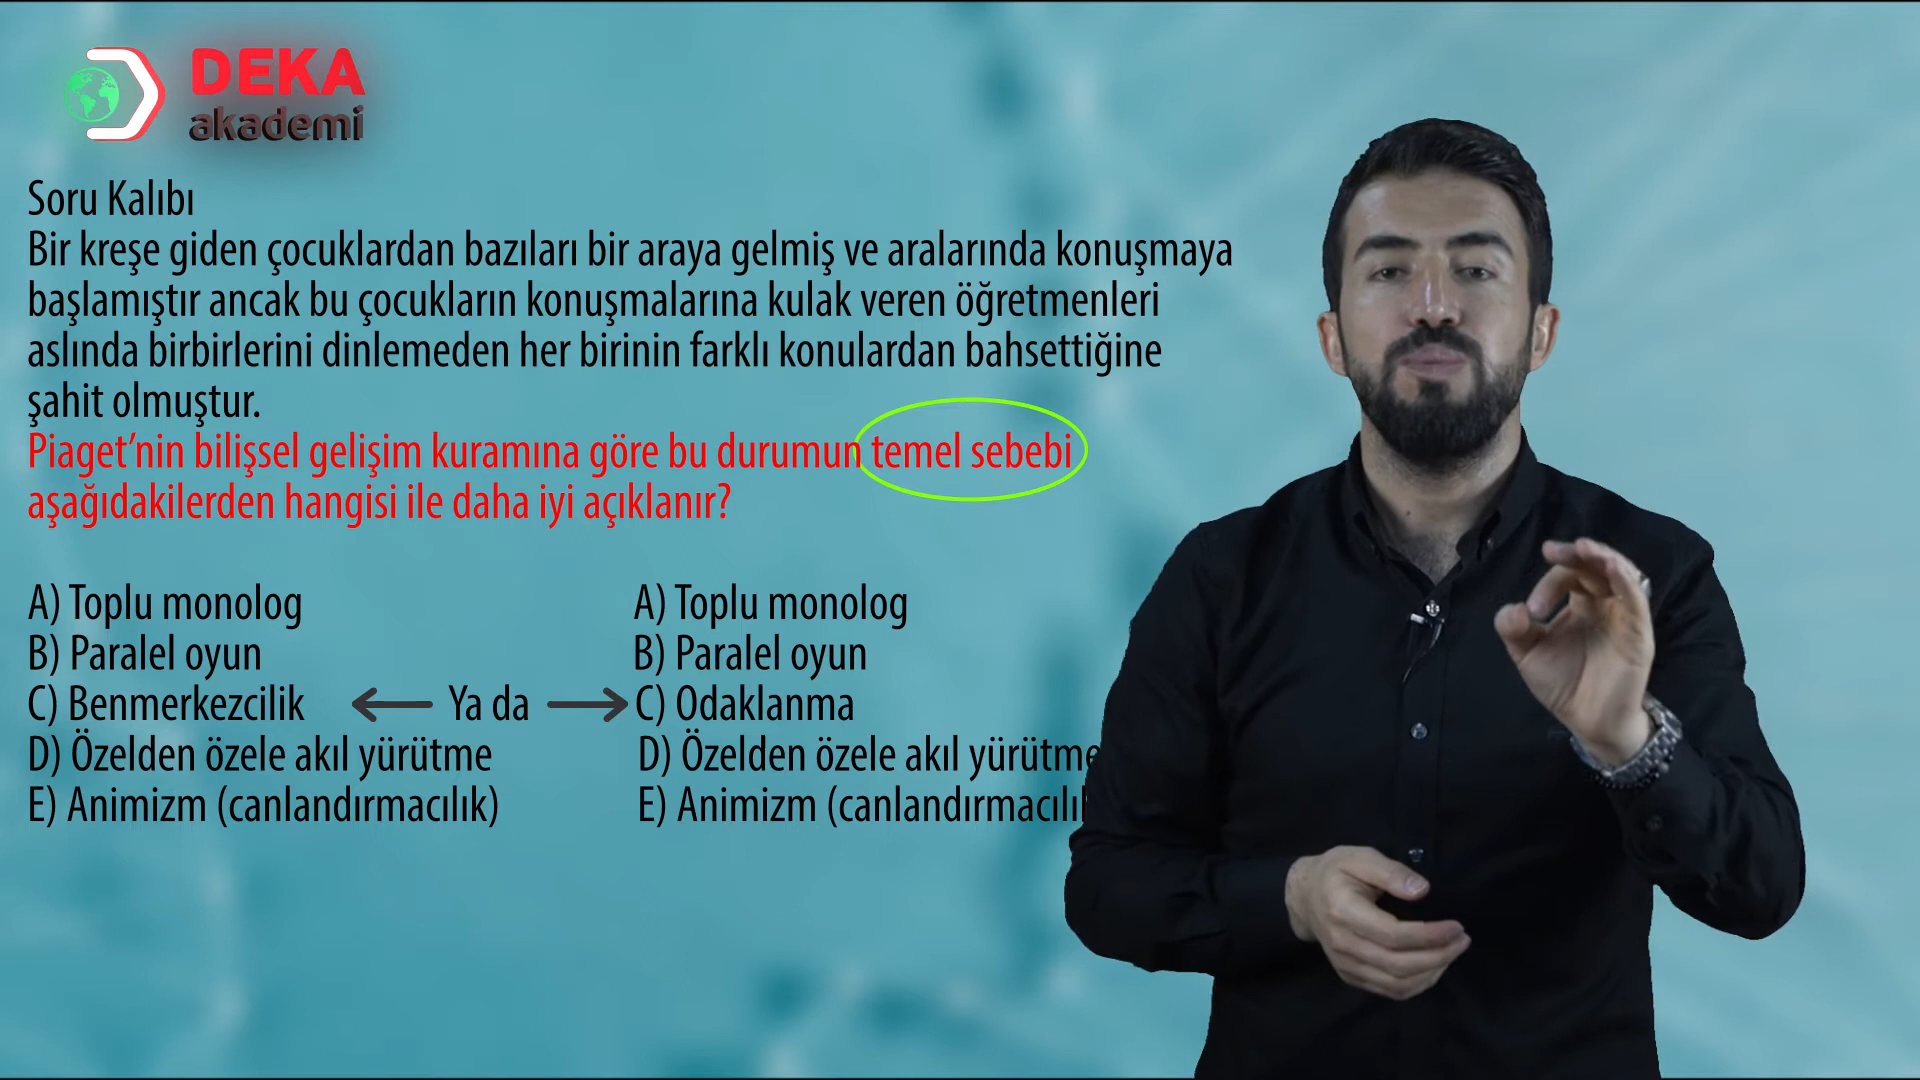 DEKA
akademi
Soru Kalıbı
Bir kreşe giden çocuklardan bazıları bir araya gelmiş ve aralarında konuşmaya
başlamıştır ancak bu çocukların konuşmalarına kulak veren öğretmenleri
aslında birbirlerini dinlemeden her birinin farklı konulardan bahsettiğine
şahit olmuştur.
Piaget’nin bilişsel gelişim kuramına göre bu durumun temel sebebi
aşağıdakilerden hangisi ile daha iyi açıklanır?
A) Toplu monolog
B) Paralel oyun
C) Benmerkezcilik
D) Özelden özele akıl yürütme
E) Animizm (canlandırmacılık)
Ya da
A) Toplu monolog
B) Paralel oyun
C) Odaklanma
D) Özelden özele akıl yürütme
E) Animizm